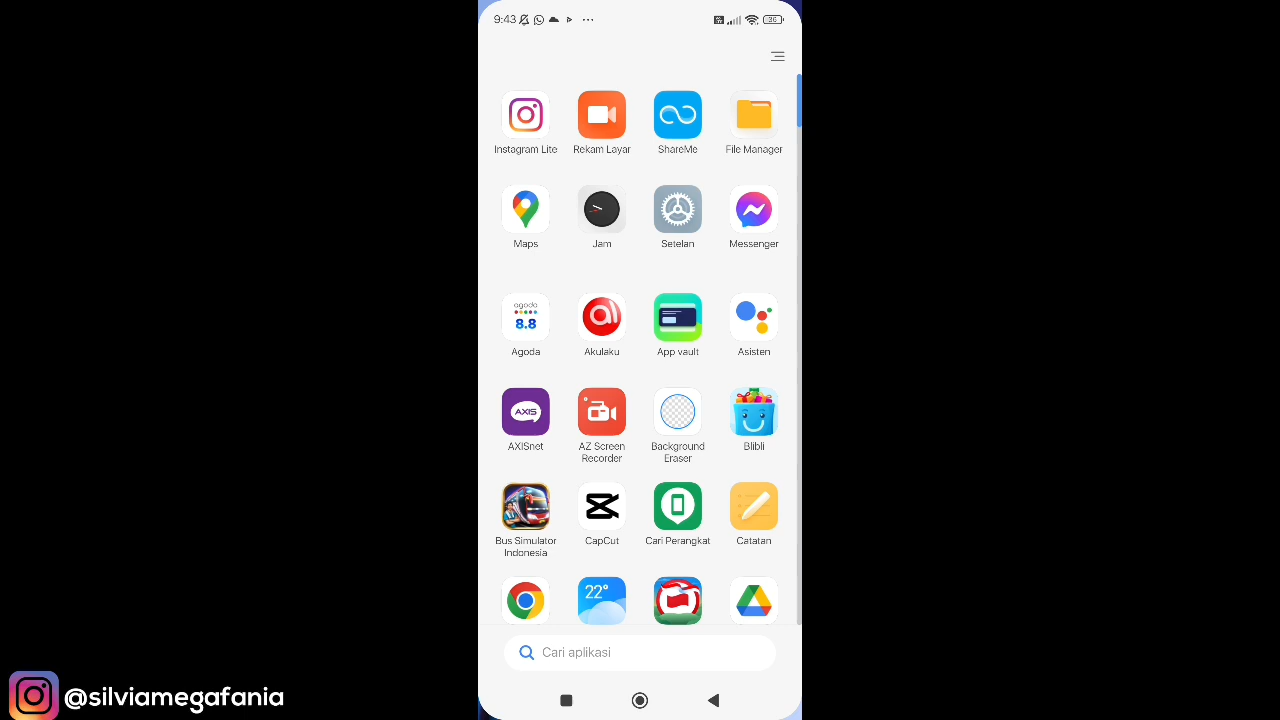 9:43
36
Instagram Lite
Rekam Layar
ShareMe
File Manager
Maps
Jam
Setelan
Messenger
agoda
8.8
Agoda
Akulaku
App vault
Asisten
AXIS
AXISnet
AZ Screen
Recorder
Background
Eraser
Blibli
Bus Simulator
Indonesia
CapCut
Cari Perangkat
Catatan
22°
Cari aplikasi
@silviamegafania